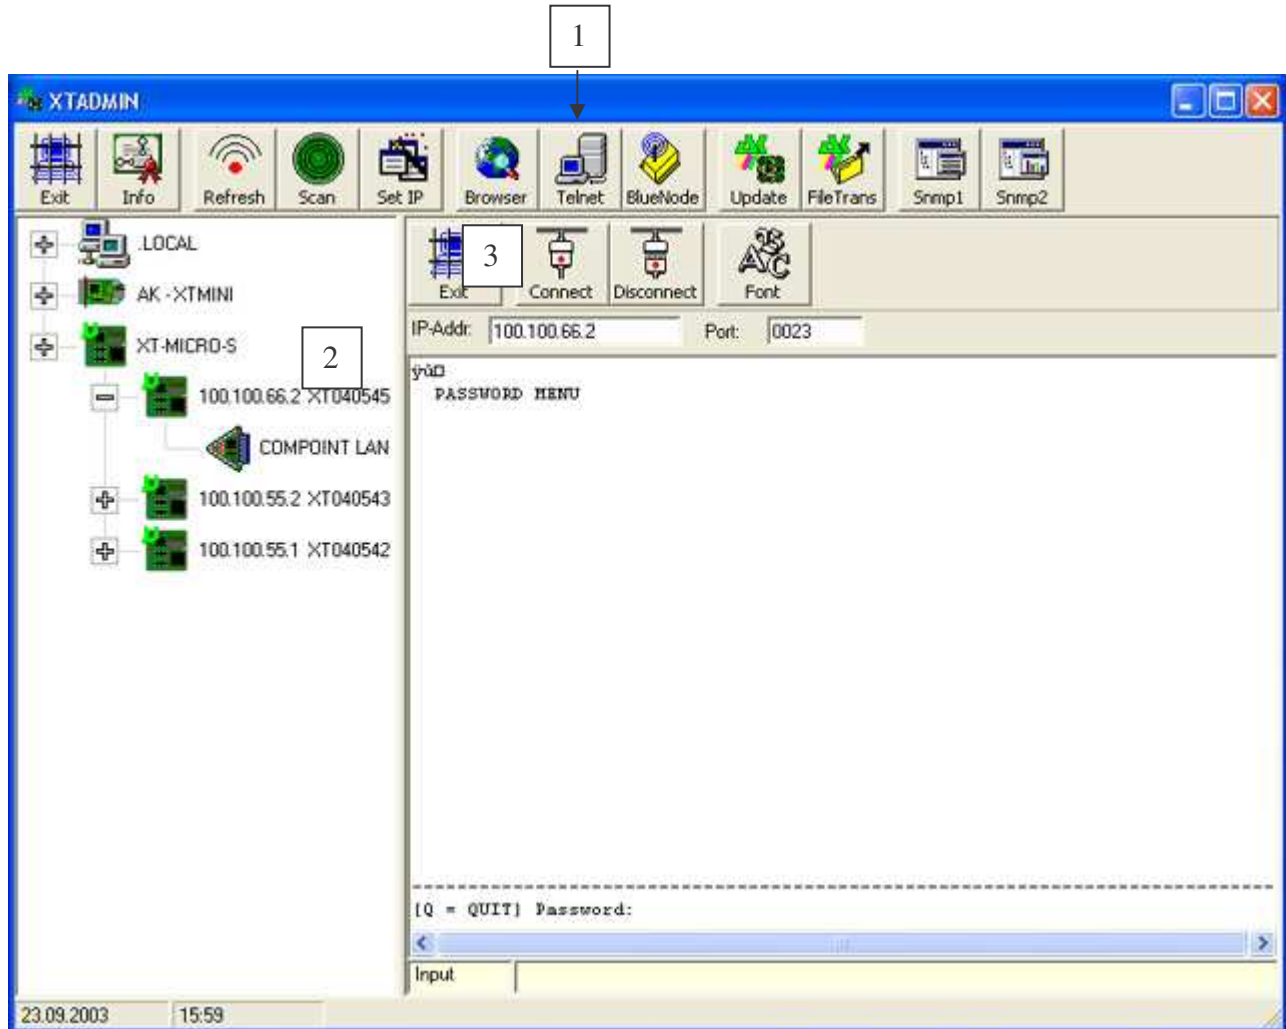 1
XTADMIN
Exit Info Refresh Scan Set IP Browser Telnet BlueNode Update FileTrans Snmp1 Snmp2
.LOCAL
AK - XTMINI
XT-MICRO-S
2
100.100.66.2 XT040545
COMPOINT LAN
100.100.55.2 XT040543
100.100.55.1 XT040542
3
Exit Connect Disconnect Font
IP-Addr: 100.100.66.2 Port: 0023
PASSWORD MENU
[Q = QUIT] Password:
Input
23.09.2003 15:59